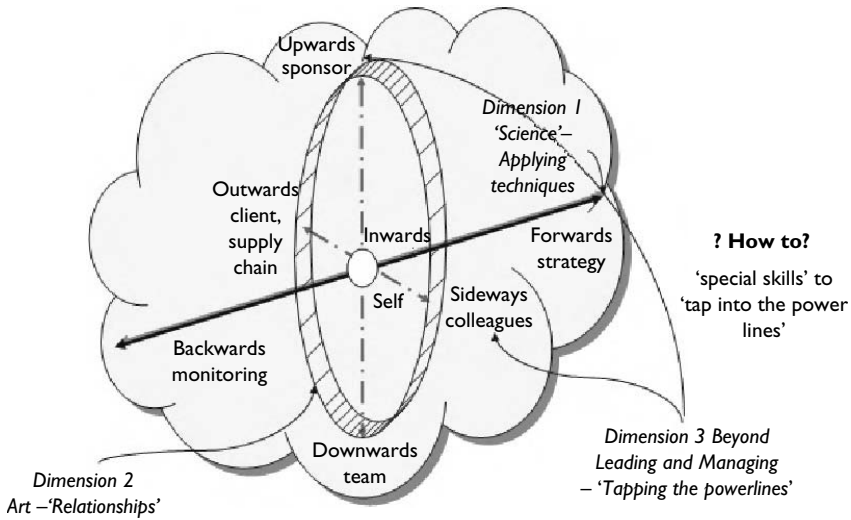 Upwards
sponsor
Dimension 1
‘Science’–
Applying
techniques
Outwards
client,
supply
chain
Inwards
Forwards
strategy
? How to?
‘special skills’ to
‘tap into the power
lines’
Self
Sideways
colleagues
Backwards
monitoring
Downwards
team
Dimension 2
Art –‘Relationships’
Dimension 3 Beyond
Leading and Managing
– ‘Tapping the powerlines’